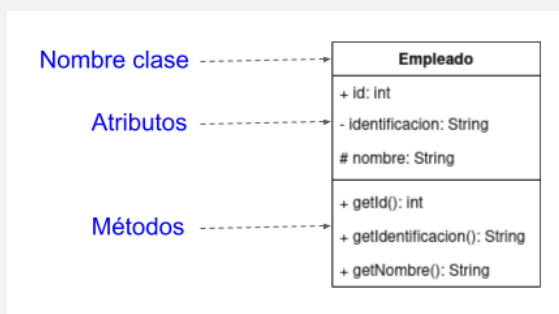 Nombre clase
Empleado
Atributos
+ id: int
- identificacion: String
# nombre: String
Métodos
+ getId(): int
+ getIdentificacion(): String
+ getNombre(): String